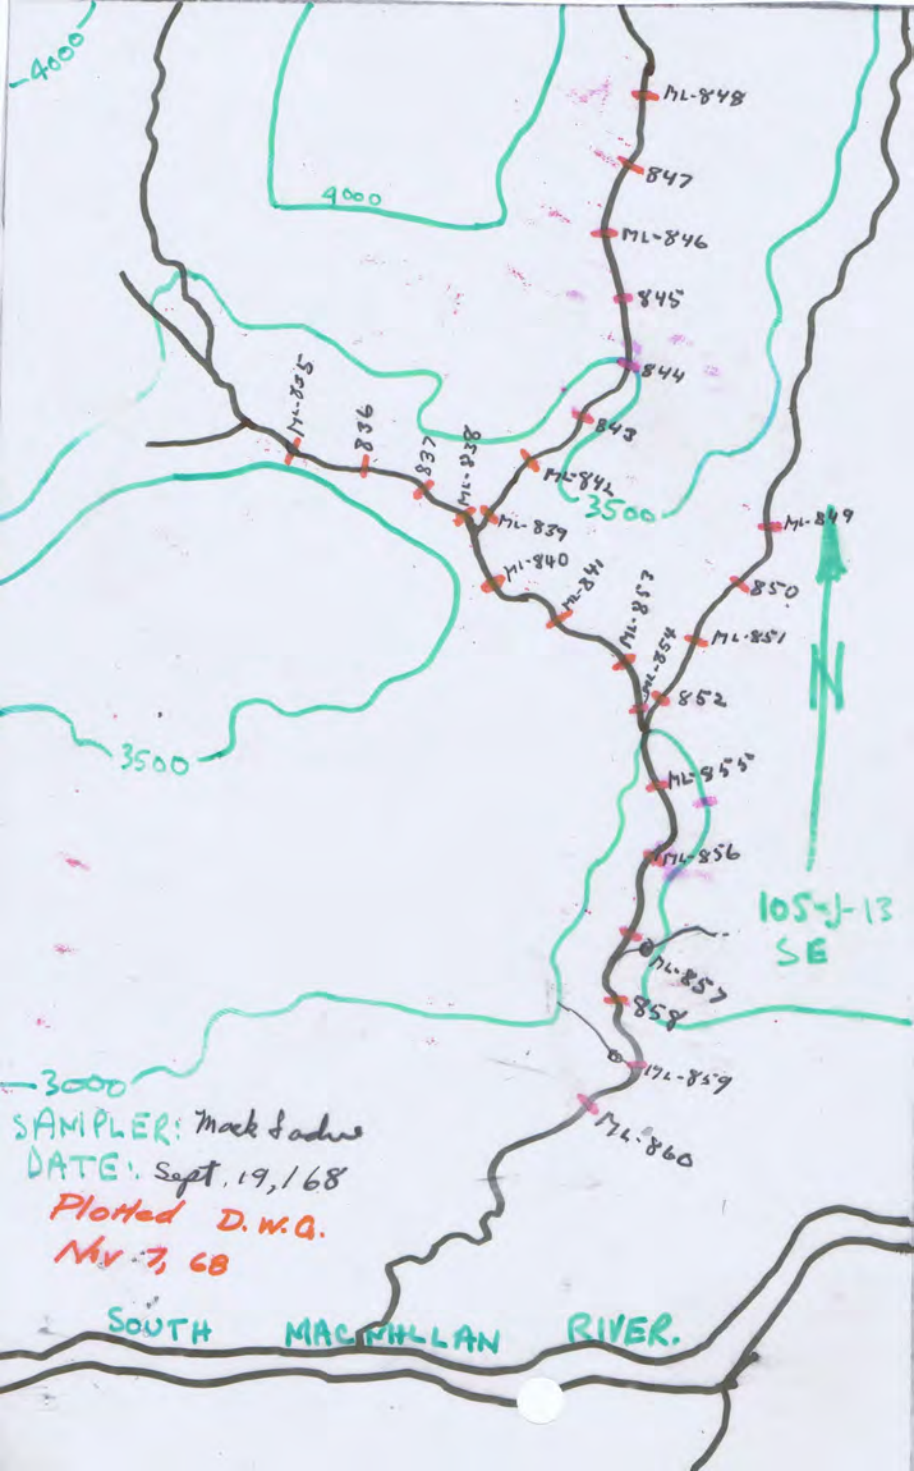 -4000
ML-848
847
4000
ML-846
845
844
ML-835
836
843
837
ML-838
ML-842
3500
ML-839
ML-849
ML-840
ML-841
850
ML-853
ML-851
ML-854
852
N
3500
ML-855
ML-856
105-J-13
SE
ML-857
858
3000
ML-859
SAMPLER: Mack
ML-860
DATE: Sept. 19, / 68
Plotted D.W.G.
Nov 7, 68
SOUTH MACMILLAN RIVER.